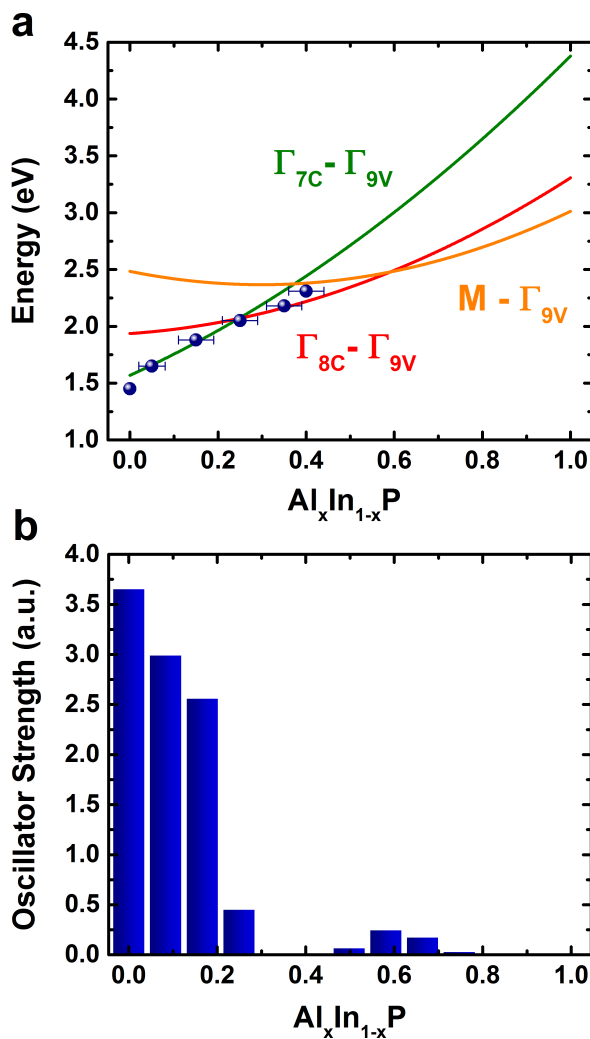 a
4.5
4.0
3.5
3.0
2.5
2.0
1.5
1.0
Energy (eV)
Γ7C- Γ9V
M - Γ9V
Γ8C- Γ9V
0.0 0.2 0.4 0.6 0.8 1.0
AlxIn1-xP
b
4.0
3.5
3.0
2.5
2.0
1.5
1.0
0.5
0.0
Oscillator Strength (a.u.)
0.0 0.2 0.4 0.6 0.8 1.0
AlxIn1-xP